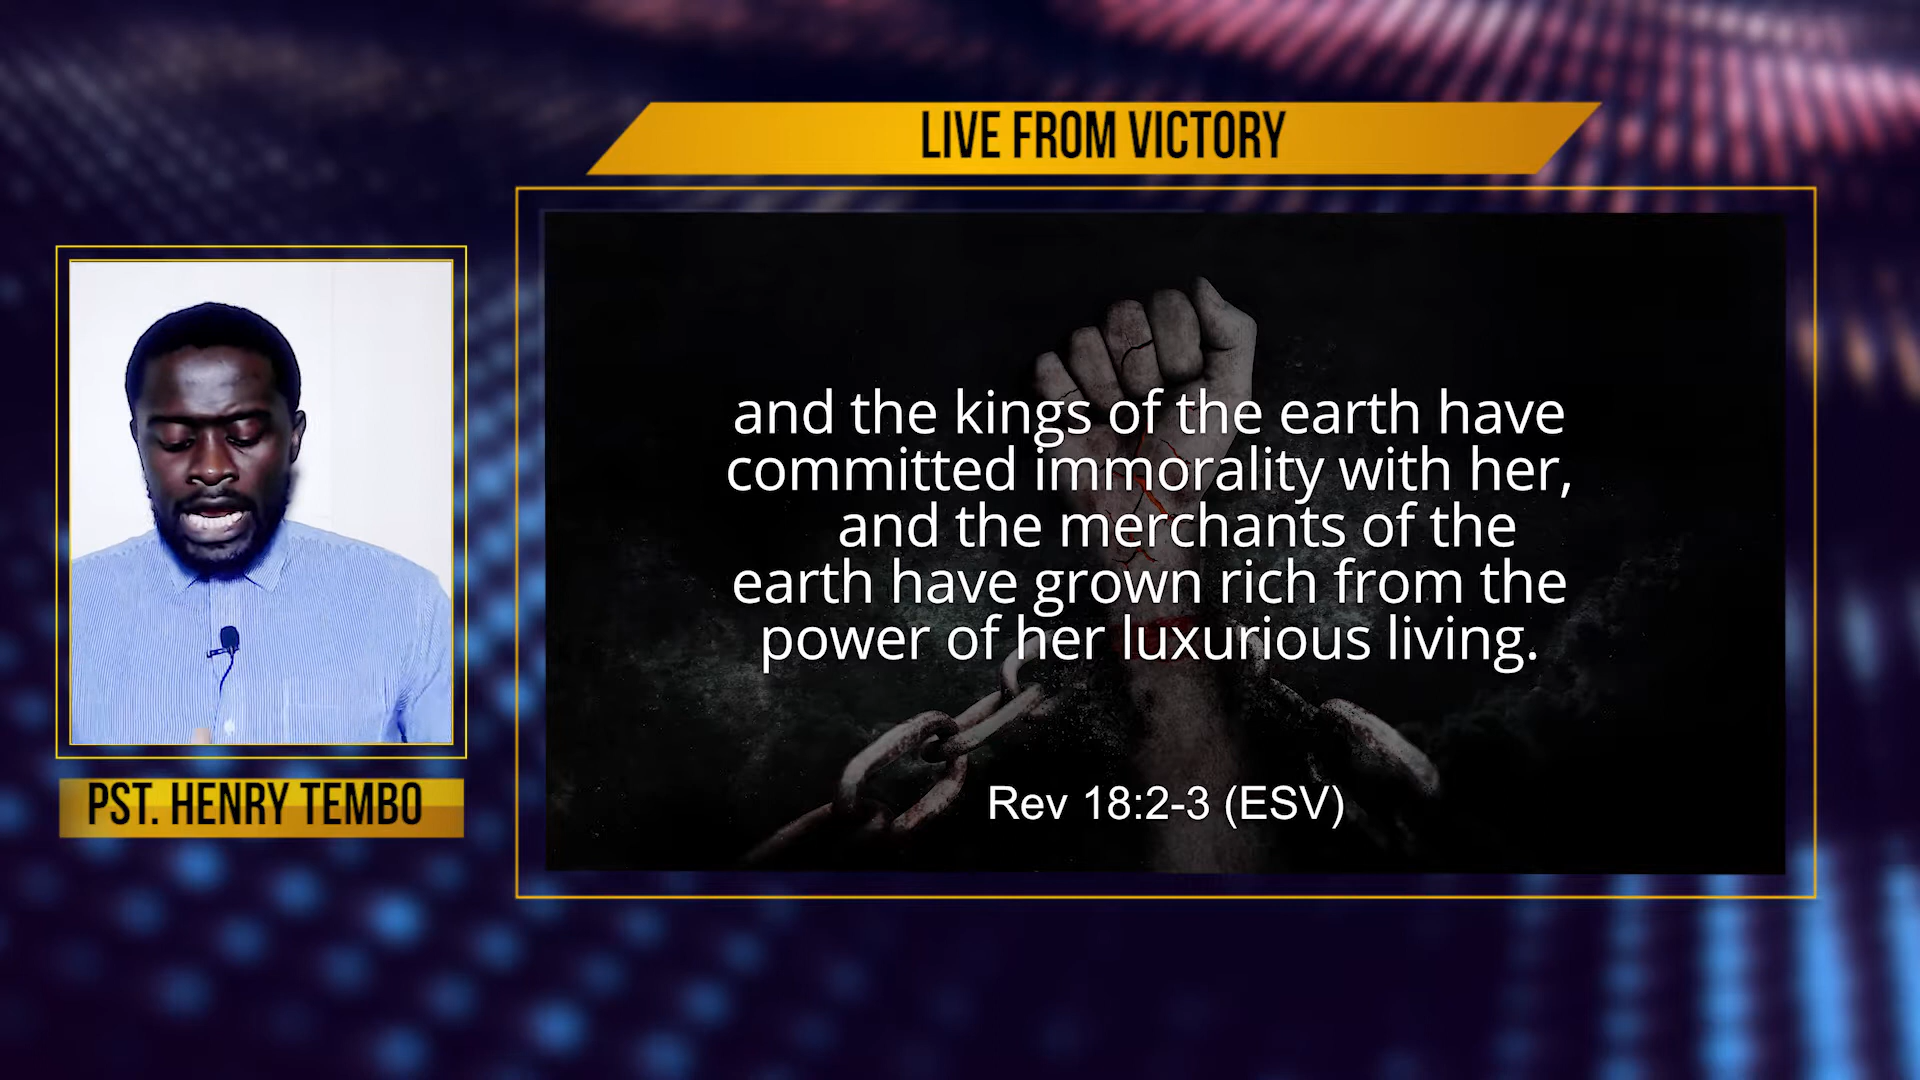 LIVE FROM VICTORY
and the kings of the earth have
committed immorality with her,
and the merchants of the
earth have grown rich from the
power of her luxurious living.
Rev 18:2-3 (ESV)
PST. HENRY TEMBO